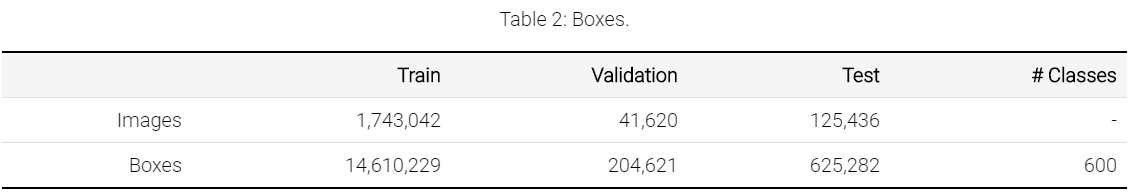 Table 2: Boxes.
Train Validation Test # Classes
Images 1,743,042 41,620 125,436 -
Boxes 14,610,229 204,621 625,282 600